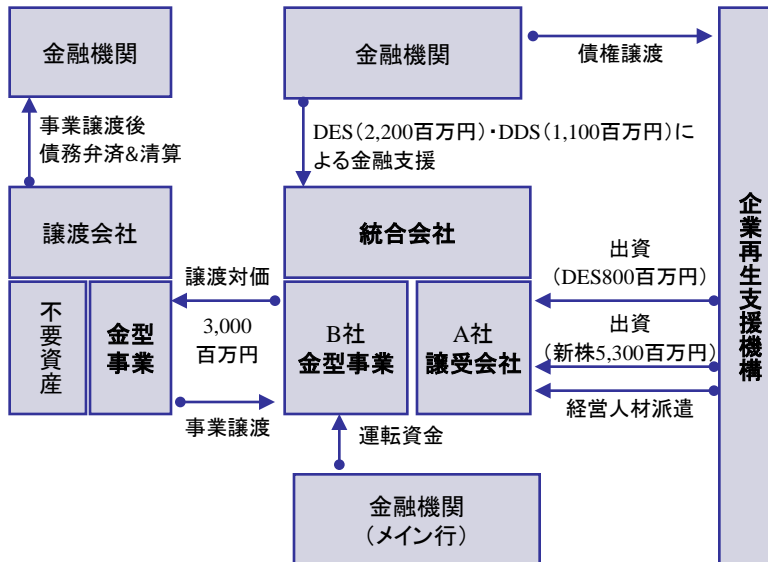 金融機関
金融機関
債権譲渡
事業譲渡後
債務弁済&清算
DES(2,200百万円)・DDS(1,100百万円)に
よる金融支援
譲渡会社
統合会社
企業再生支援機構
出資
(DES800百万円)
譲渡対価
3,000
百万円
不要資産
金型
事業
B社
金型事業
A社
譲受会社
出資
(新株5,300百万円)
経営人材派遣
事業譲渡
運転資金
金融機関
(メイン行)